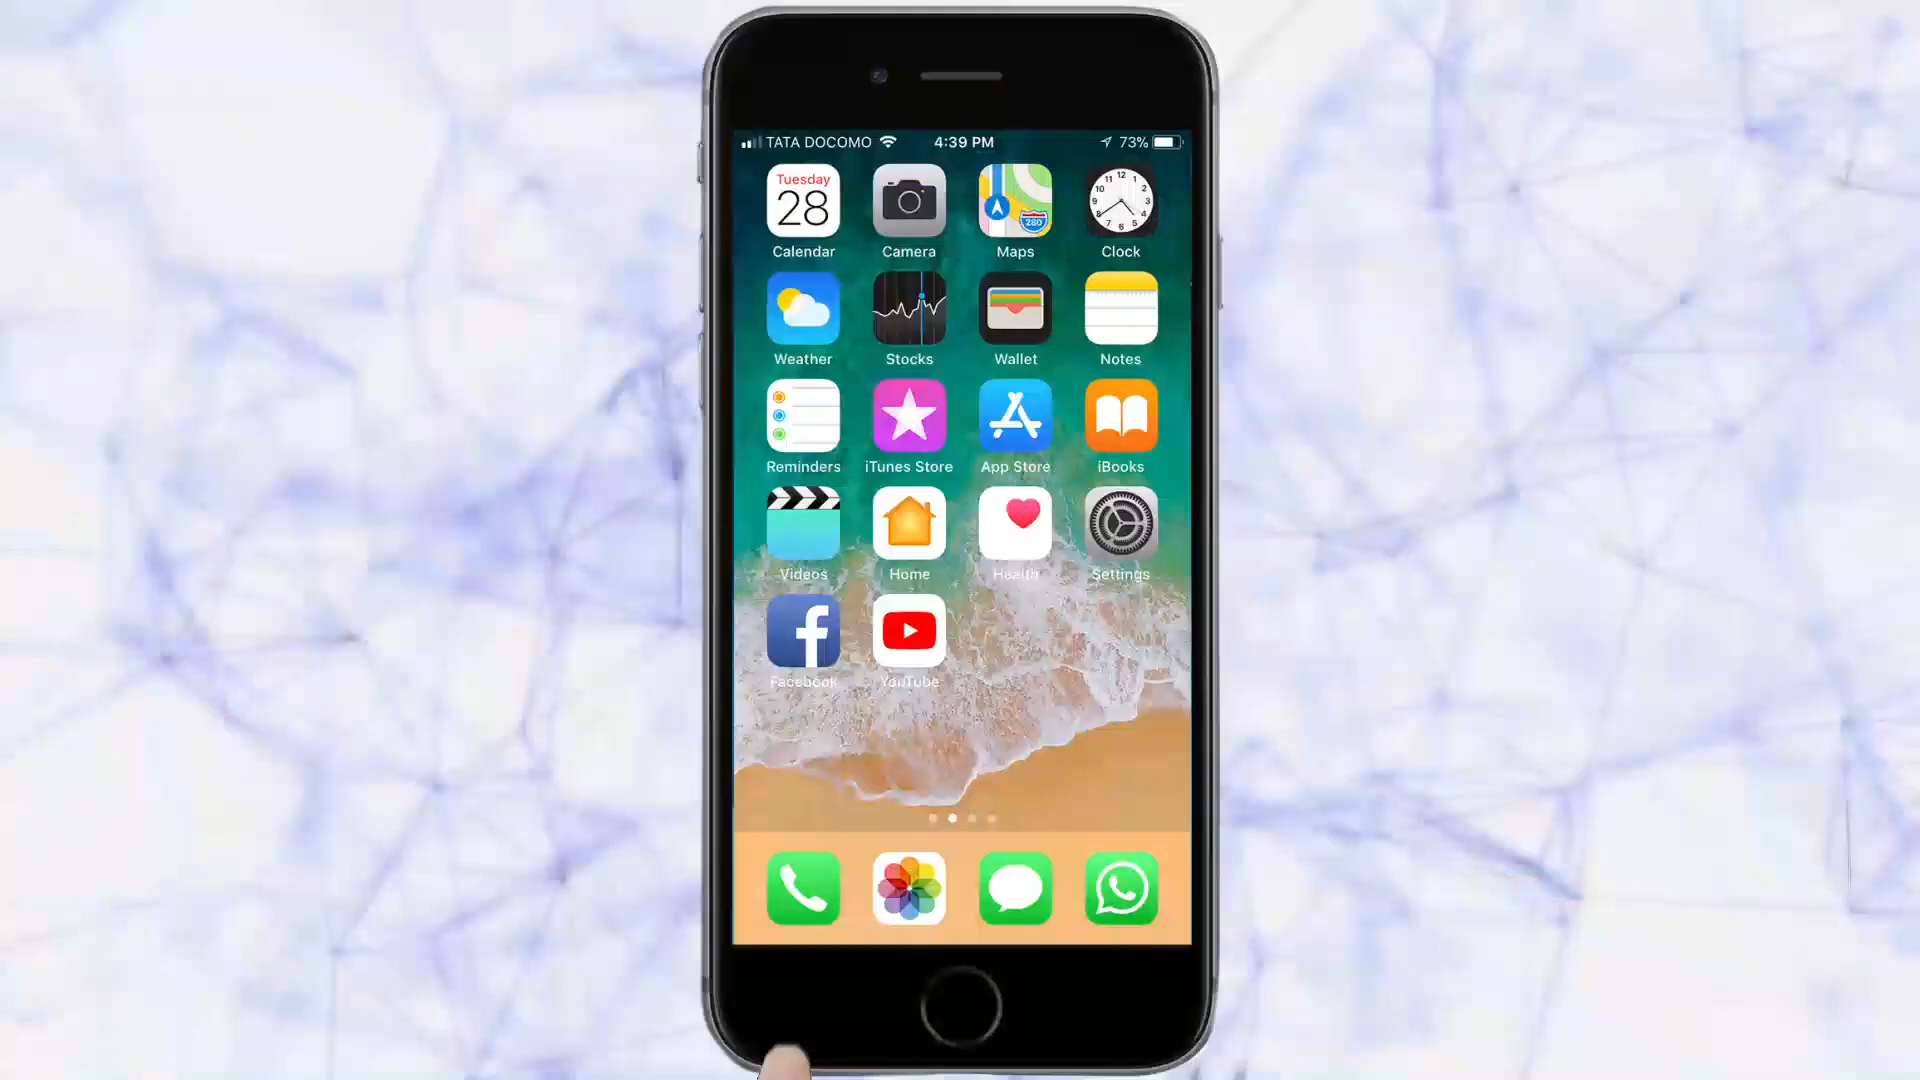 TATA DOCOMO 4:39 PM 73%
Tuesday
28
280
Calendar Camera Maps Clock
Weather Stocks Wallet Notes
Reminders iTunes Store App Store iBooks
Videos Home Health Settings
Facebook YouTube